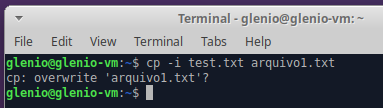 Terminal - glenio@glenio-vm: ~
File Edit View Terminal Tabs Help
glenio@glenio-vm:~$ cp -i test.txt arquivo1.txt
cp: overwrite 'arquivo1.txt'?
glenio@glenio-vm:~$